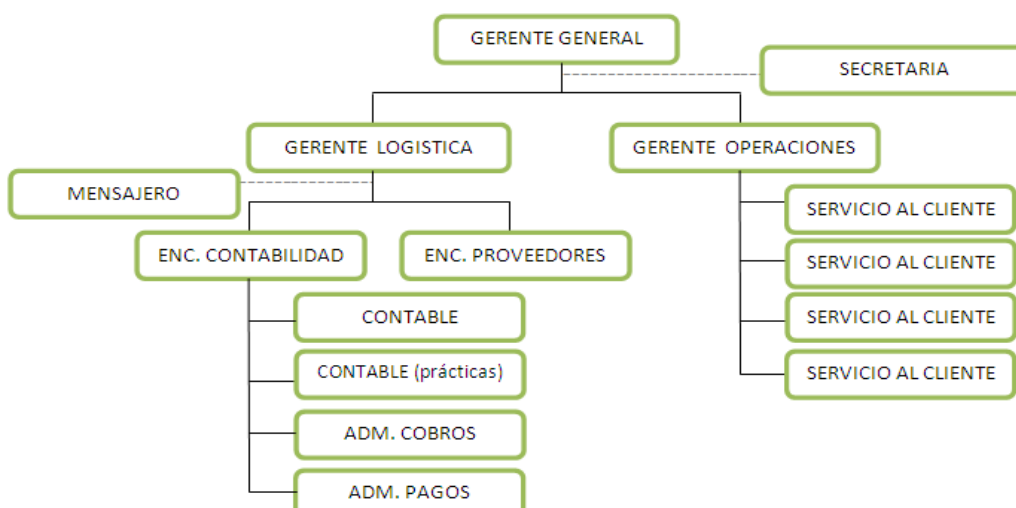 GERENTE GENERAL
SECRETARIA
GERENTE LOGISTICA
GERENTE OPERACIONES
MENSAJERO
SERVICIO AL CLIENTE
ENC. CONTABILIDAD
ENC. PROVEEDORES
SERVICIO AL CLIENTE
CONTABLE
SERVICIO AL CLIENTE
CONTABLE (prácticas)
SERVICIO AL CLIENTE
ADM. COBROS
ADM. PAGOS